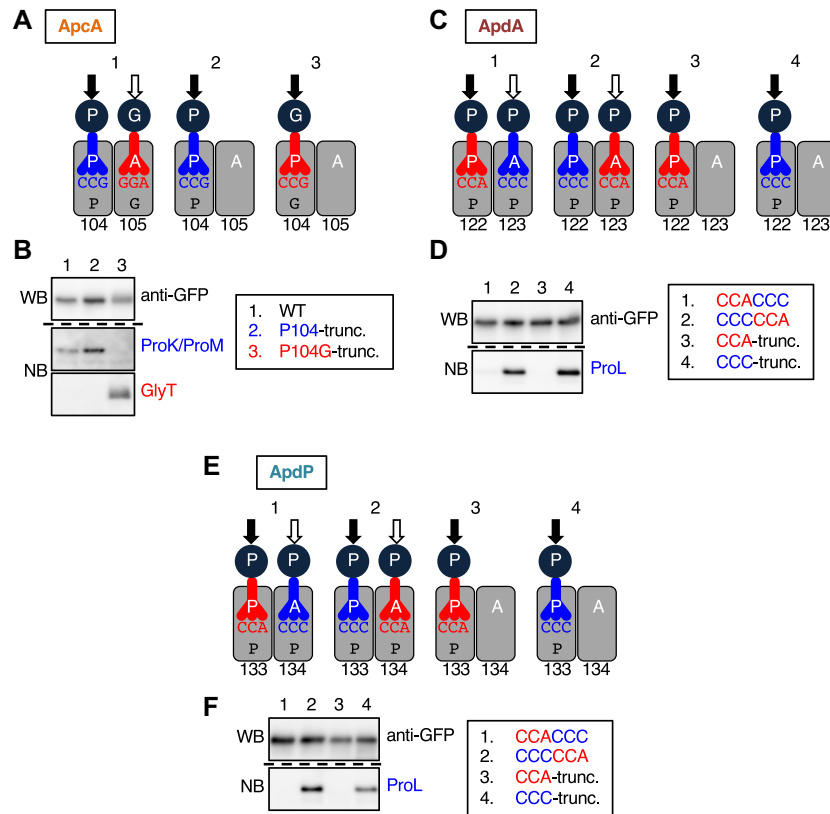 A ApcA
1 2 3
P G P G
P A P A P A
CCG GGA CCG CCG
P G P G
104 105 104 105 104 105
B
1 2 3
WB anti-GFP
NB ProK/ProM
GlyT
1. WT
2. P104-trunc.
3. P104G-trunc.
C ApdA
1 2 3 4
P P P P P P
P A P A P A P A
CCA CCC CCC CCA CCA CCC
P P P P P P
122 123 122 123 122 123 122 123
D
1 2 3 4
WB anti-GFP
NB ProL
1. CCACCC
2. CCCCCA
3. CCA-trunc.
4. CCC-trunc.
E ApdP
1 2 3 4
P P P P P P
P A P A P A P A
CCA CCC CCC CCA CCA CCC
P P P P P P
133 134 133 134 133 134 133 134
F
1 2 3 4
WB anti-GFP
NB ProL
1. CCACCC
2. CCCCCA
3. CCA-trunc.
4. CCC-trunc.